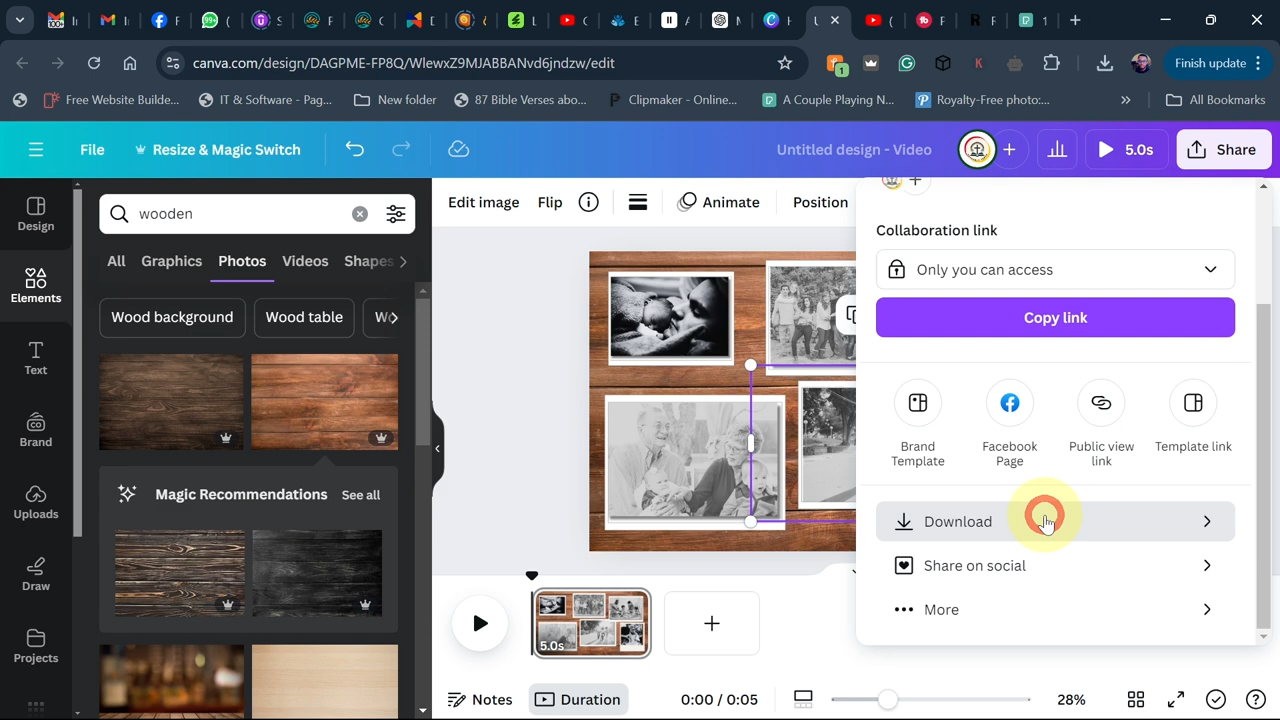 canva.com/design/DAGPME-FP8Q/WlewxZ9MJABBANvd6jndzw/edit
1
Finish update
Free Website Builde...
IT & Software - Pag...
New folder
87 Bible Verses abo...
Clipmaker - Online...
A Couple Playing N...
Royalty-Free photo:...
»
All Bookmarks
File
Resize & Magic Switch
Untitled design - Video
5.0s
Share
Design
Elements
Text
Brand
Uploads
Draw
Projects
wooden
All
Graphics
Photos
Videos
Shapes
Wood background
Wood table
Magic Recommendations
See all
Edit image
Flip
Animate
Position
Collaboration link
Only you can access
Copy link
Brand Template
Facebook Page
Public view link
Template link
Download
Share on social
More
5.0s
Notes
Duration
0:00 / 0:05
28%